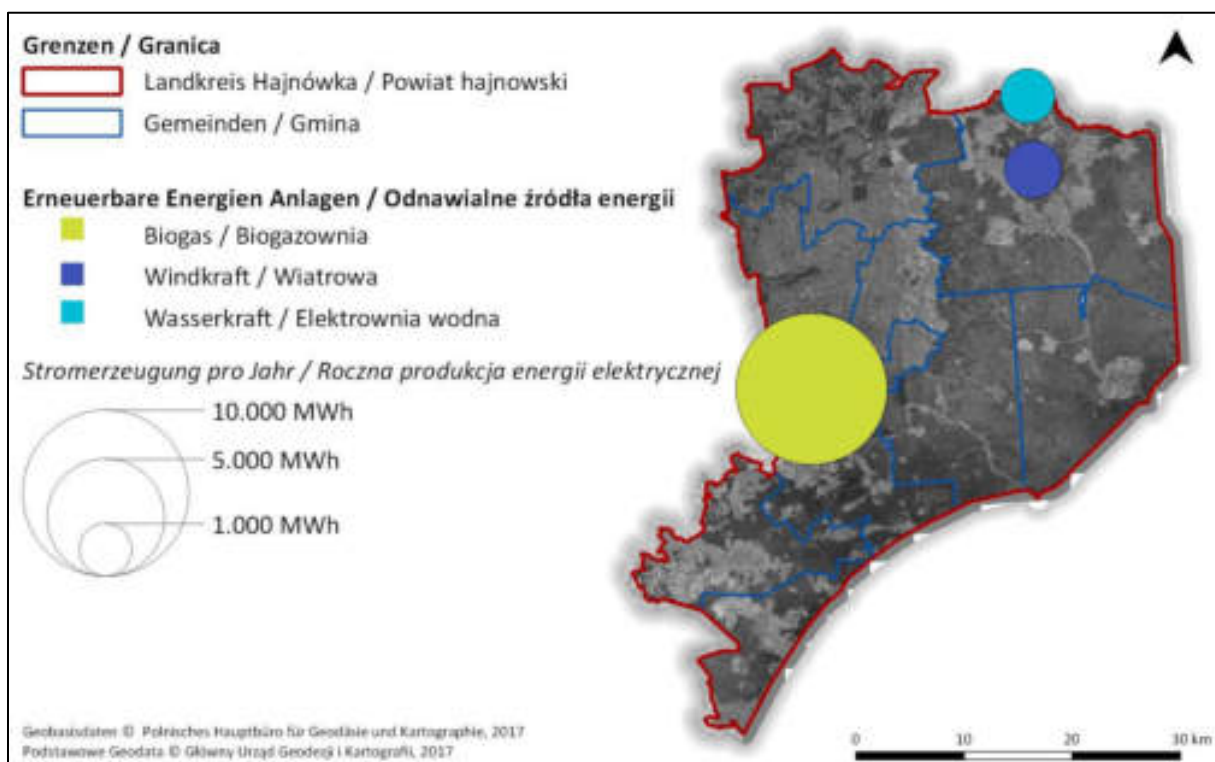 Grenzen / Granica
Landkreis Hajnówka / Powiat hajnowski
Gemeinden / Gmina
Erneuerbare Energien Anlagen / Odnawialne źródła energii
Biogas / Biogazownia
Windkraft / Wiatrowa
Wasserkraft / Elektrownia wodna
Stromerzeugung pro Jahr / Roczna produkcja energii elektrycznej
10.000 MWh
5.000 MWh
1.000 MWh
Geobasisdaten © Polnisches Hauptbüro für Geodäsie und Kartographie, 2017
Podstawowe Geodata © Główny Urząd Geodezji i Kartografii, 2017
0 10 20 30 km